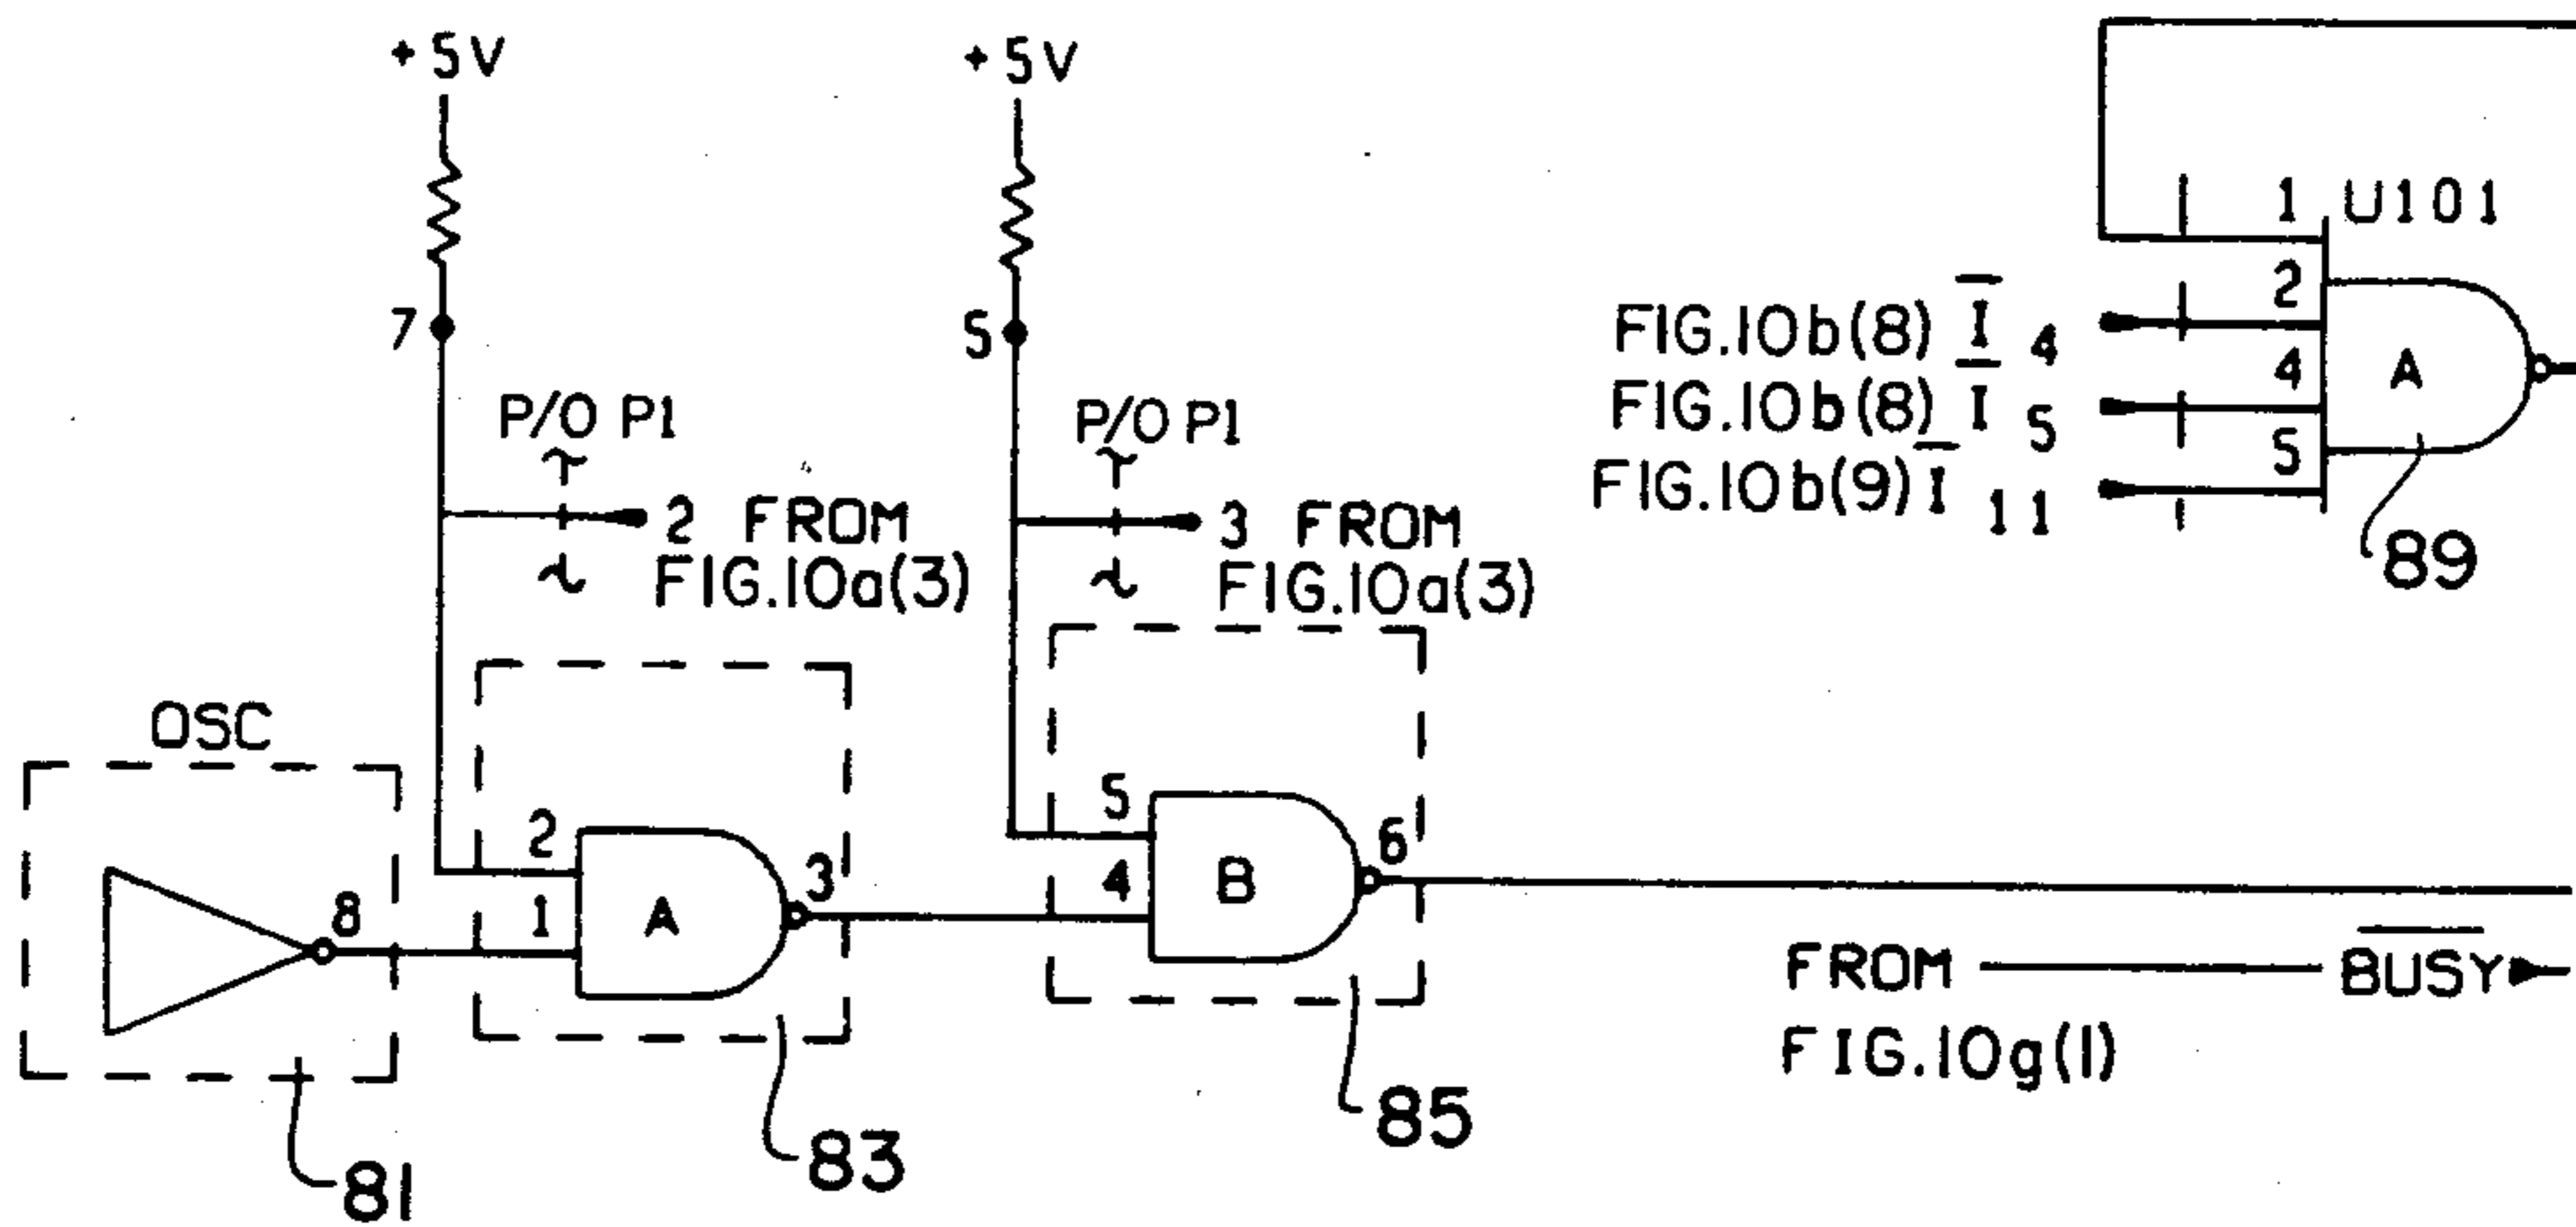 +5V
+5V
1 U101
2
FIG.10b(8) I̅ 4
4
A
FIG.10b(8) I̅ 5
5
FIG.10b(9) I̅ 11
89
7
5
P/O P1
P/O P1
2 FROM
FIG.10a(3)
3 FROM
FIG.10a(3)
OSC
8
81
2
1
A
3
83
5
4
B
6
85
FROM B̅U̅S̅Y̅
FIG.10g(1)